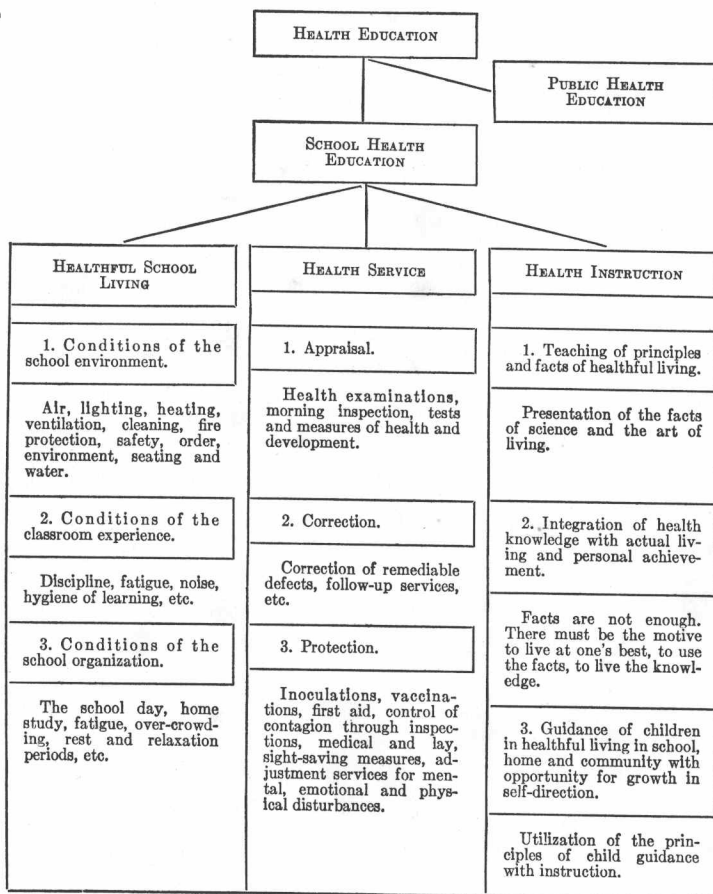 HEALTH EDUCATION
PUBLIC HEALTH
EDUCATION
SCHOOL HEALTH
EDUCATION
HEALTHFUL SCHOOL
LIVING
1. Conditions of the
school environment.
Air, lighting, heating,
ventilation, cleaning, fire
protection, safety, order,
environment, seating and
water.
2. Conditions of the
classroom experience.
Discipline, fatigue, noise,
hygiene of learning, etc.
3. Conditions of the
school organization.
The school day, home
study, fatigue, over-crowd-
ing, rest and relaxation
periods, etc.
HEALTH SERVICE
1. Appraisal.
Health examinations,
morning inspection, tests
and measures of health and
development.
2. Correction.
Correction of remediable
defects, follow-up services,
etc.
3. Protection.
Inoculations, vaccina-
tions, first aid, control of
contagion through inspec-
tions, medical and lay,
sight-saving measures, ad-
justment services for men-
tal, emotional and phys-
ical disturbances.
HEALTH INSTRUCTION
1. Teaching of principles
and facts of healthful living.
Presentation of the facts
of science and the art of
living.
2. Integration of health
knowledge with actual liv-
ing and personal achieve-
ment.
Facts are not enough.
There must be the motive
to live at one's best, to use
the facts, to live the knowl-
edge.
3. Guidance of children
in healthful living in school,
home and community with
opportunity for growth in
self-direction.
Utilization of the prin-
ciples of child guidance
with instruction.